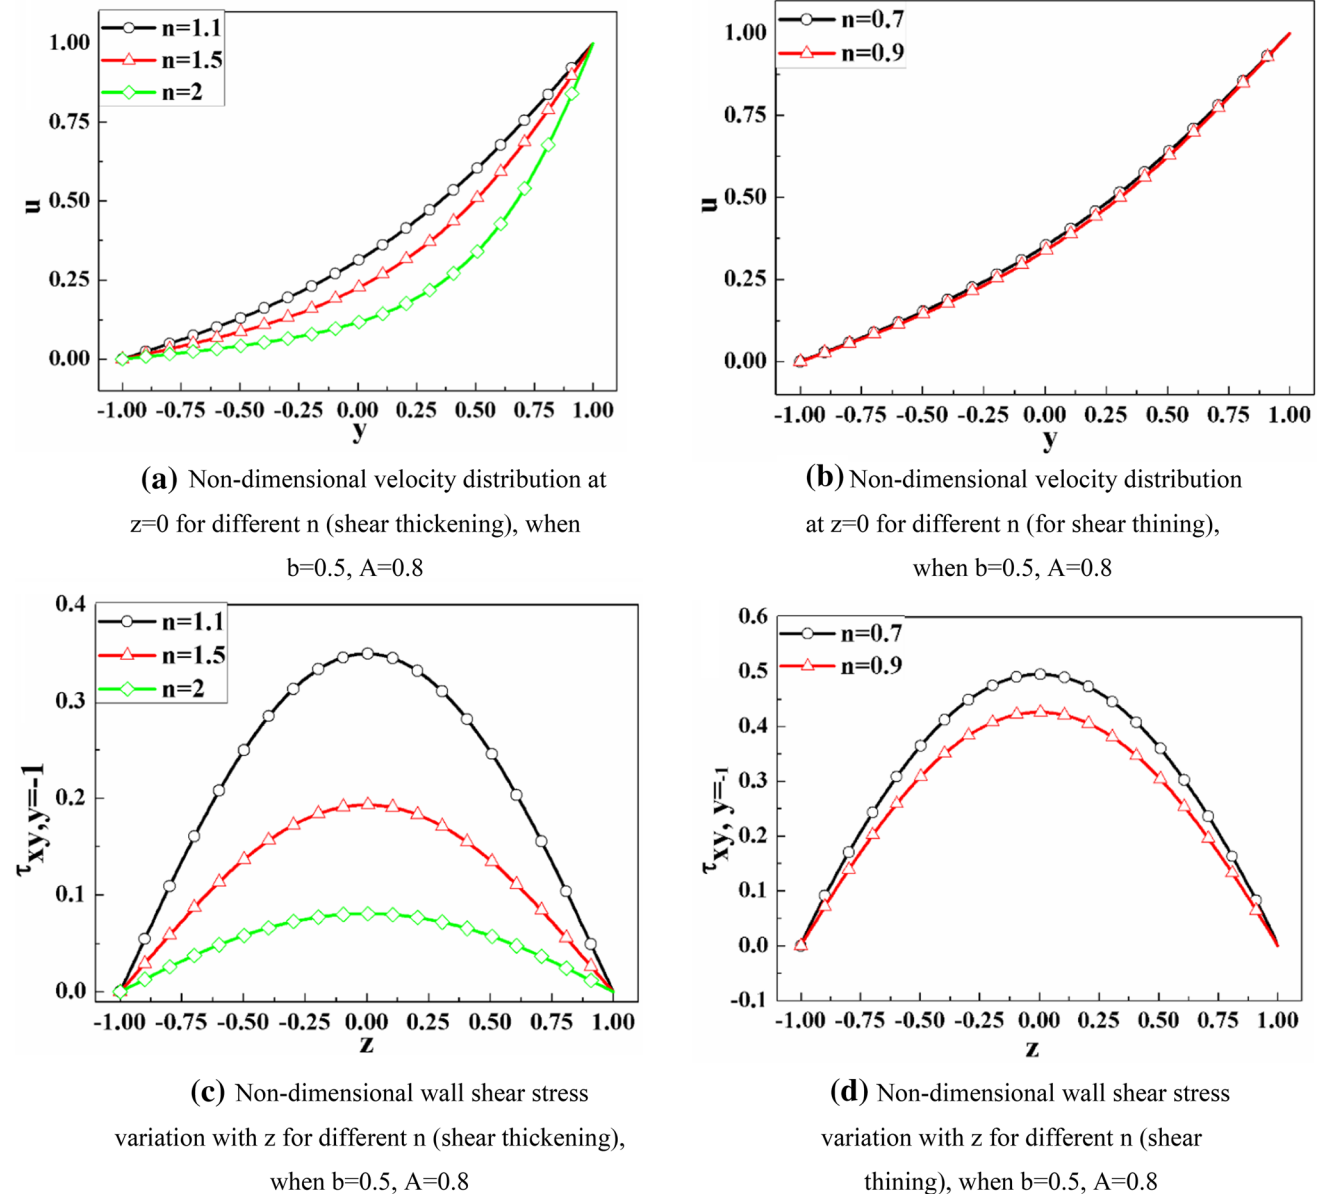 n=1.1
n=1.5
n=2
1.00
0.75
0.50
0.25
0.00
u
-1.00 -0.75 -0.50 -0.25 0.00 0.25 0.50 0.75 1.00
y
(a) Non-dimensional velocity distribution at
z=0 for different n (shear thickening), when
b=0.5, A=0.8
n=0.7
n=0.9
1.00
0.75
0.50
0.25
0.00
u
-1.00 -0.75 -0.50 -0.25 0.00 0.25 0.50 0.75 1.00
y
(b) Non-dimensional velocity distribution
at z=0 for different n (for shear thining),
when b=0.5, A=0.8
n=1.1
n=1.5
n=2
0.4
0.3
0.2
0.1
0.0
τxy,y=-1
-1.00 -0.75 -0.50 -0.25 0.00 0.25 0.50 0.75 1.00
z
(c) Non-dimensional wall shear stress
variation with z for different n (shear thickening),
when b=0.5, A=0.8
n=0.7
n=0.9
0.6
0.5
0.4
0.3
0.2
0.1
0.0
-0.1
τxy, y=-1
-1.00 -0.75 -0.50 -0.25 0.00 0.25 0.50 0.75 1.00
z
(d) Non-dimensional wall shear stress
variation with z for different n (shear
thining), when b=0.5, A=0.8